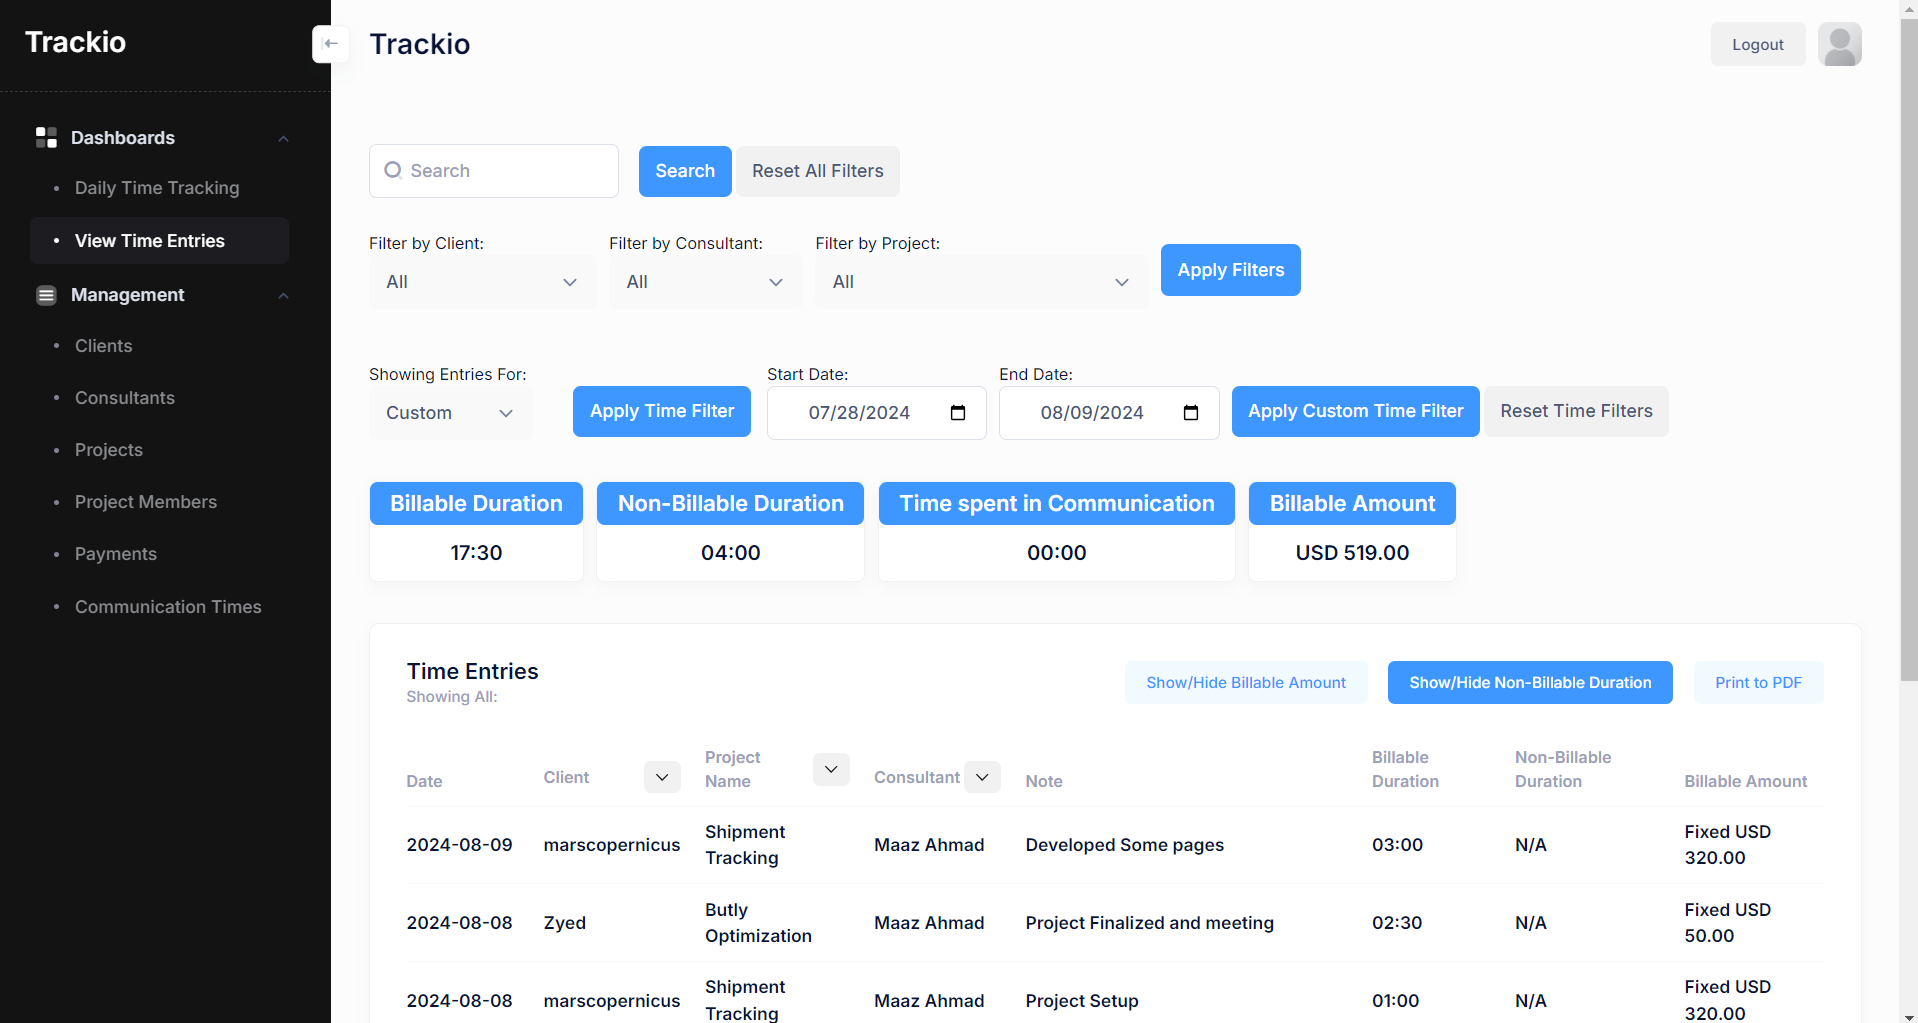 Trackio
Trackio
Logout
Dashboards
Daily Time Tracking
View Time Entries
Management
Clients
Consultants
Projects
Project Members
Payments
Communication Times
Search
Search
Reset All Filters
Filter by Client:
Filter by Consultant:
Filter by Project:
All
All
All
Apply Filters
Showing Entries For:
Start Date:
End Date:
Custom
Apply Time Filter
07/28/2024
08/09/2024
Apply Custom Time Filter
Reset Time Filters
Billable Duration
17:30
Non-Billable Duration
04:00
Time spent in Communication
00:00
Billable Amount
USD 519.00
Time Entries
Showing All:
Show/Hide Billable Amount
Show/Hide Non-Billable Duration
Print to PDF
Date
Client
Project
Name
Consultant
Note
Billable
Duration
Non-Billable
Duration
Billable Amount
2024-08-09
marscopernicus
Shipment
Tracking
Maaz Ahmad
Developed Some pages
03:00
N/A
Fixed USD
320.00
2024-08-08
Zyed
Butly
Optimization
Maaz Ahmad
Project Finalized and meeting
02:30
N/A
Fixed USD
50.00
2024-08-08
marscopernicus
Shipment
Tracking
Maaz Ahmad
Project Setup
01:00
N/A
Fixed USD
320.00